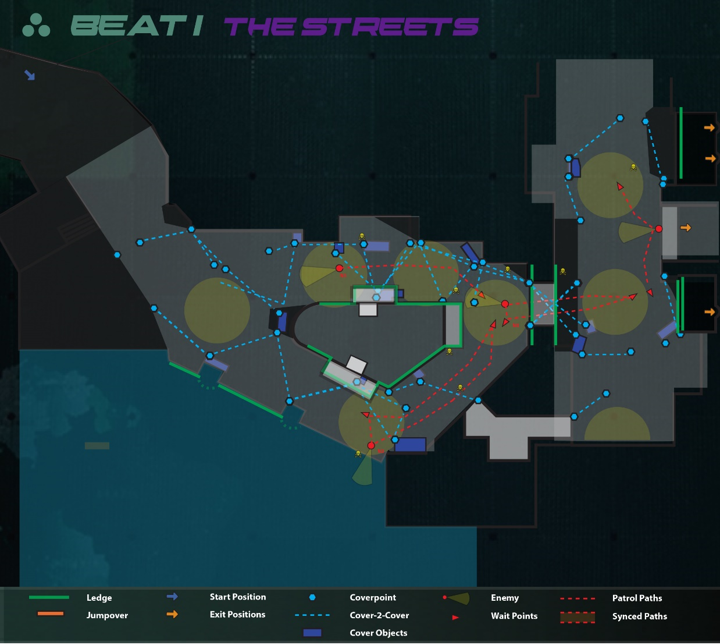 BEAT I THE STREETS
Ledge Start Position Coverpoint Enemy Patrol Paths
Jumpover Exit Positions Cover-2-Cover Wait Points Synced Paths
Cover Objects